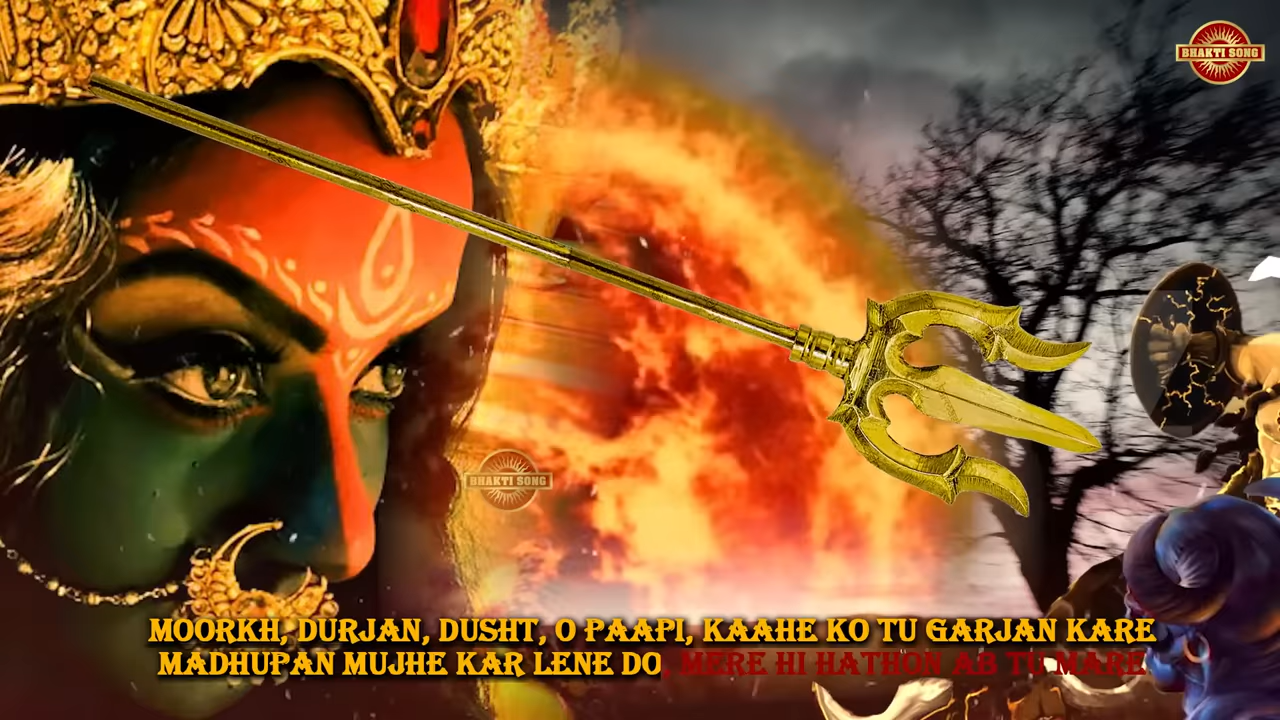 BHAKTI SONG
BHAKTI SONG
MOORKH, DURJAN, DUSHT, O PAAPI, KAAHE KO TU GARJAN KARE
MADHUPAN MUJHE KAR LENE DO, MERE HI HATHON AB TU MARE